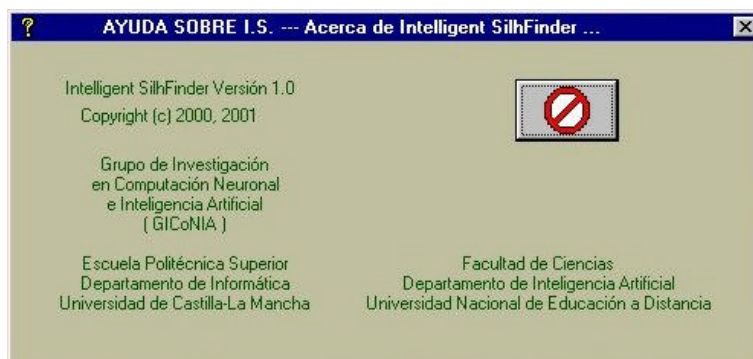 AYUDA SOBRE I.S. --- Acerca de Intelligent SilhFinder ...
Intelligent SilhFinder Versión 1.0
Copyright (c) 2000, 2001
Grupo de Investigación
en Computación Neuronal
e Inteligencia Artificial
( GICoNIA )
Escuela Politécnica Superior
Departamento de Informática
Universidad de Castilla-La Mancha
Facultad de Ciencias
Departamento de Inteligencia Artificial
Universidad Nacional de Educación a Distancia